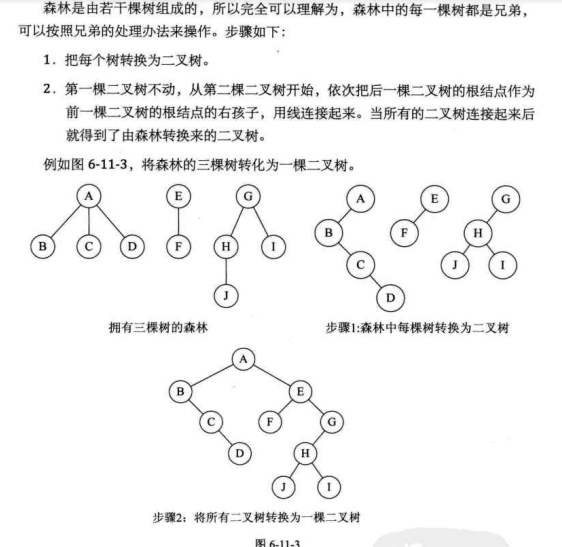 森林是由若干棵树组成的，所以完全可以理解为，森林中的每一棵树都是兄弟，
可以按照兄弟的处理办法来操作。步骤如下：
1．把每个树转换为二叉树。
2．第一棵二叉树不动，从第二棵二叉树开始，依次把后一棵二叉树的根结点作为
前一棵二叉树的根结点的右孩子，用线连接起来。当所有的二叉树连接起来后
就得到了由森林转换来的二叉树。
例如图 6-11-3，将森林的三棵树转化为一棵二叉树。
A E G A E G
B C D F H I B F H
C J I
J D
拥有三棵树的森林 步骤1:森林中每棵树转换为二叉树
A
B E
C F G
D H
J I
步骤2：将所有二叉树转换为一棵二叉树
图 6-11-3